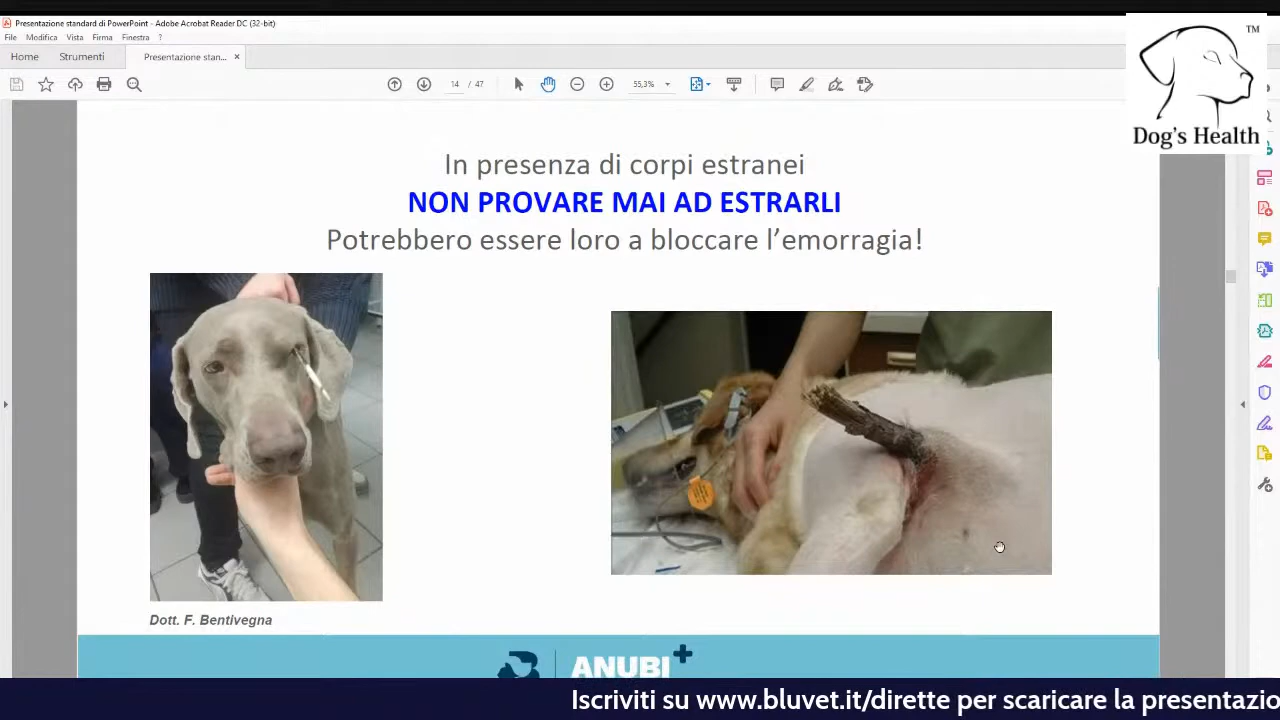 Presentazione standard di PowerPoint - Adobe Acrobat Reader DC (32-bit)
File Modifica Vista Firma Finestra ?
Home Strumenti Presentazione stan... ×
14 / 47 55,3%
TM
Dog's Health
In presenza di corpi estranei
NON PROVARE MAI AD ESTRARLI
Potrebbero essere loro a bloccare l'emorragia!
Dott. F. Bentivegna
ANUBI
Iscriviti su www.bluvet.it/dirette per scaricare la presentazio